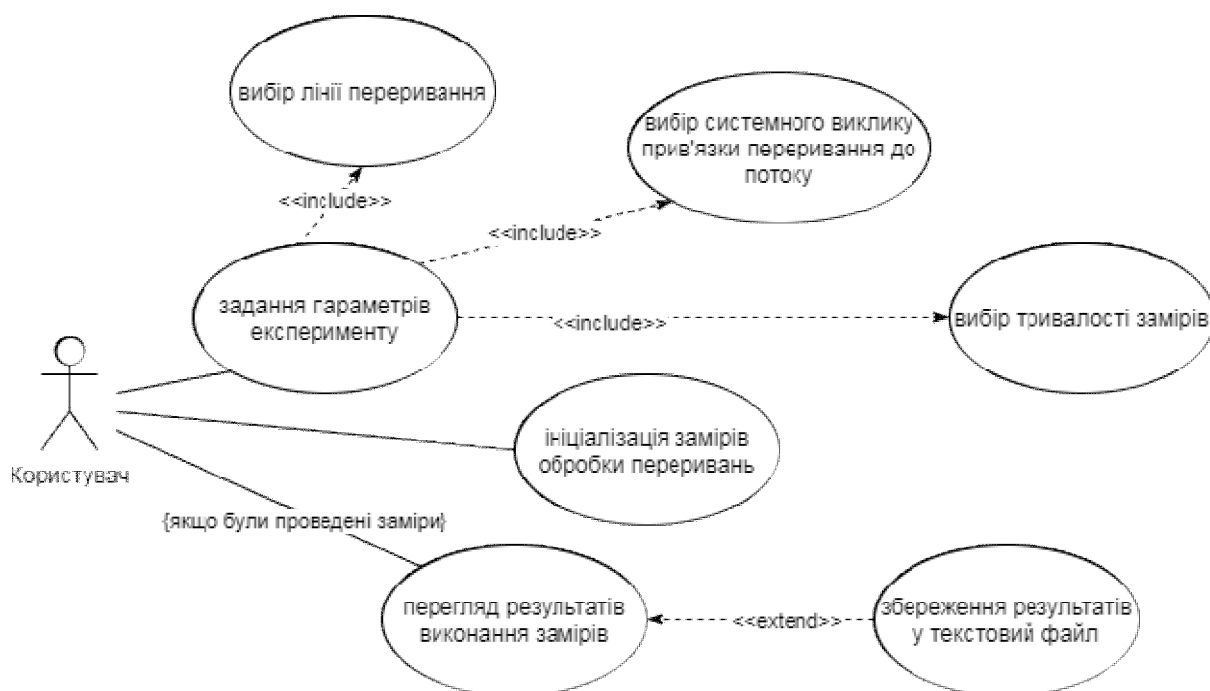 вибір лінії переривання
вибір системного виклику
прив'язки переривання до
потоку
<<include>>
<<include>>
задання гараметрів
експерименту
<<include>>
вибір тривалості замірів
ініціалізація замірів
обробки переривань
Користувач
{якщо були проведені заміри}
перегляд результатів
виконання замірів
<<extend>>
збереження результатів
у текстовий файл